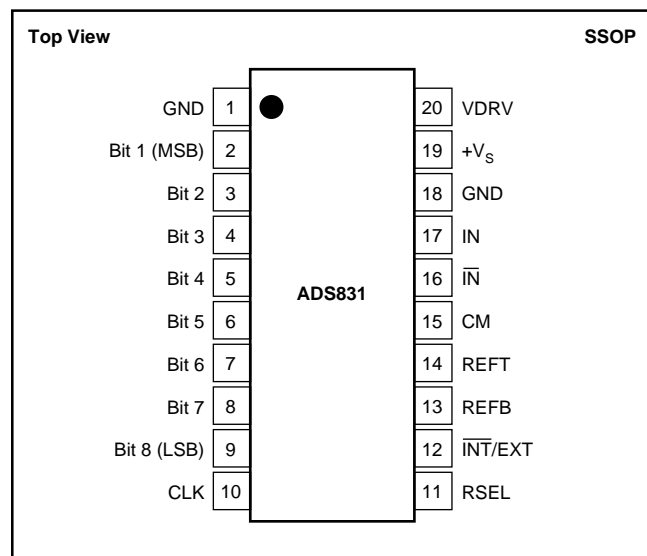 Top View SSOP
GND 1 20 VDRV
Bit 1 (MSB) 2 19 +VS
Bit 2 3 18 GND
Bit 3 4 17 IN
Bit 4 5 16 I̅N̅
ADS831
Bit 5 6 15 CM
Bit 6 7 14 REFT
Bit 7 8 13 REFB
Bit 8 (LSB) 9 12 I̅N̅T̅/EXT
CLK 10 11 RSEL